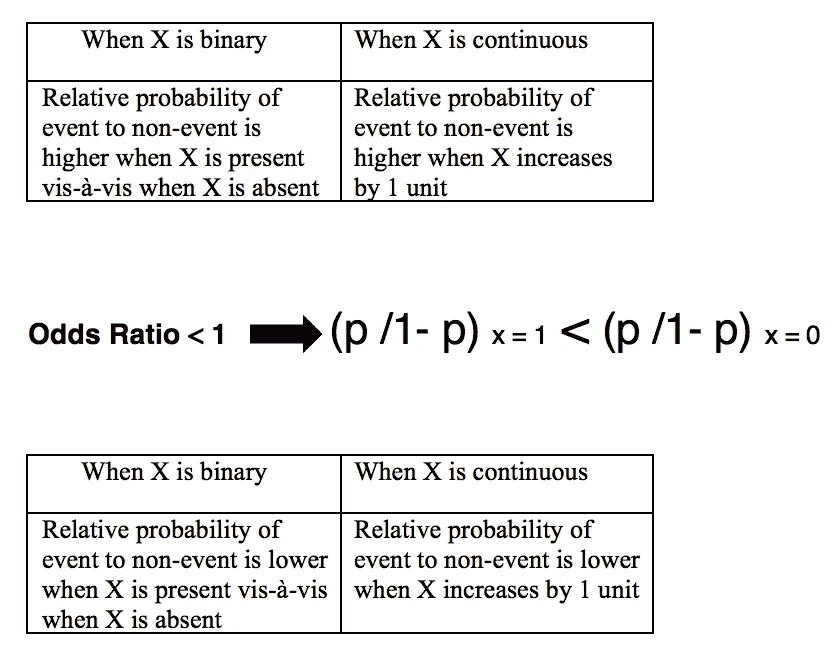 When X is binary
When X is continuous
Relative probability of
event to non-event is
higher when X is present
vis-à-vis when X is absent
Relative probability of
event to non-event is
higher when X increases
by 1 unit
Odds Ratio < 1 (p /1- p) x = 1 < (p /1- p) x = 0
When X is binary
When X is continuous
Relative probability of
event to non-event is lower
when X is present vis-à-vis
when X is absent
Relative probability of
event to non-event is lower
when X increases by 1 unit